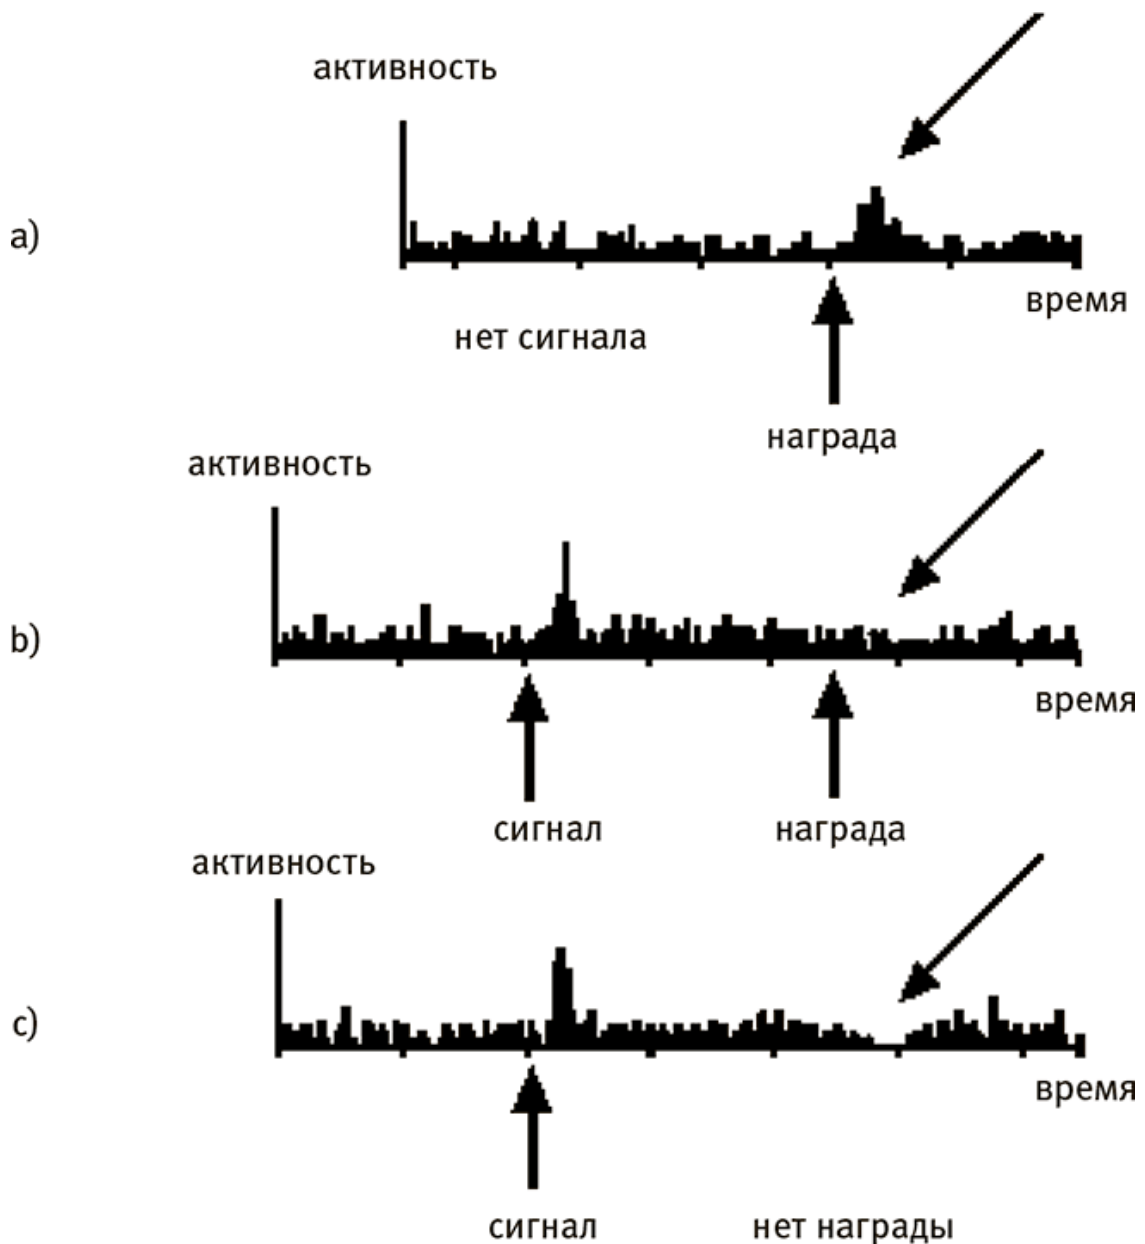 активность
a)
время
нет сигнала
награда
активность
b)
время
сигнал
награда
активность
c)
время
сигнал
нет награды